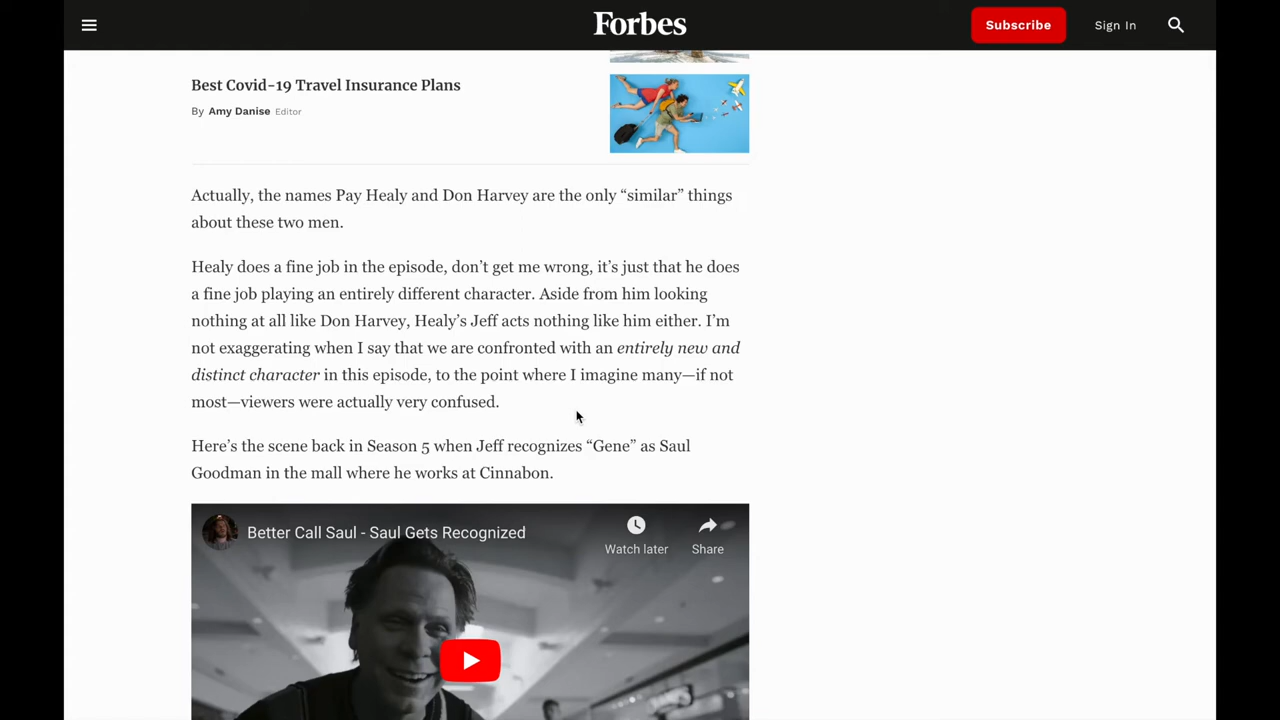 Forbes
Subscribe
Sign In
Best Covid-19 Travel Insurance Plans
By Amy Danise Editor
Actually, the names Pay Healy and Don Harvey are the only “similar” things
about these two men.
Healy does a fine job in the episode, don’t get me wrong, it’s just that he does
a fine job playing an entirely different character. Aside from him looking
nothing at all like Don Harvey, Healy’s Jeff acts nothing like him either. I’m
not exaggerating when I say that we are confronted with an entirely new and
distinct character in this episode, to the point where I imagine many—if not
most—viewers were actually very confused.
Here’s the scene back in Season 5 when Jeff recognizes “Gene” as Saul
Goodman in the mall where he works at Cinnabon.
Better Call Saul - Saul Gets Recognized
Watch later
Share